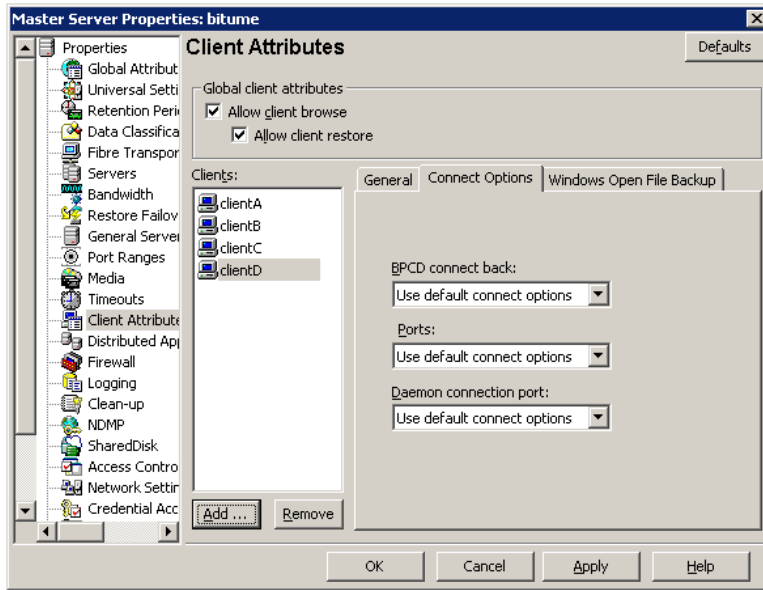 Master Server Properties: bitume
Properties
Global Attribut
Universal Setti
Retention Peri
Data Classifica
Fibre Transpor
Servers
Bandwidth
Restore Failov
General Server
Port Ranges
Media
Timeouts
Client Attribute
Distributed App
Firewall
Logging
Clean-up
NDMP
SharedDisk
Access Contro
Network Settin
Credential Acc
Client Attributes
Defaults
Global client attributes
Allow client browse
Allow client restore
Clients:
clientA
clientB
clientC
clientD
Add ...
Remove
General
Connect Options
Windows Open File Backup
BPCD connect back:
Use default connect options
Ports:
Use default connect options
Daemon connection port:
Use default connect options
OK
Cancel
Apply
Help